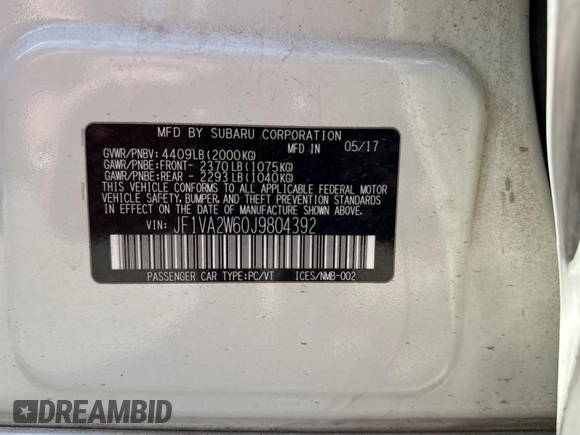 MFD BY SUBARU CORPORATION
GVWR/PNBV: 4409LB(2000KG) MFD IN 05/17
GAWR/PNBE:FRONT- 2370LB(1075KG)
GAWR/PNBE:REAR - 2293LB(1040KG)
THIS VEHICLE CONFORMS TO ALL APPLICABLE FEDERAL MOTOR
VEHICLE SAFETY, BUMPER, AND THEFT PREVENTION STANDARDS
IN EFFECT ON THE DATE OF MANUFACTURE SHOWN ABOVE.
VIN: JF1VA2W60J9804392
PASSENGER CAR TYPE:PC/VT ICES/NMB-002
DREAMBID